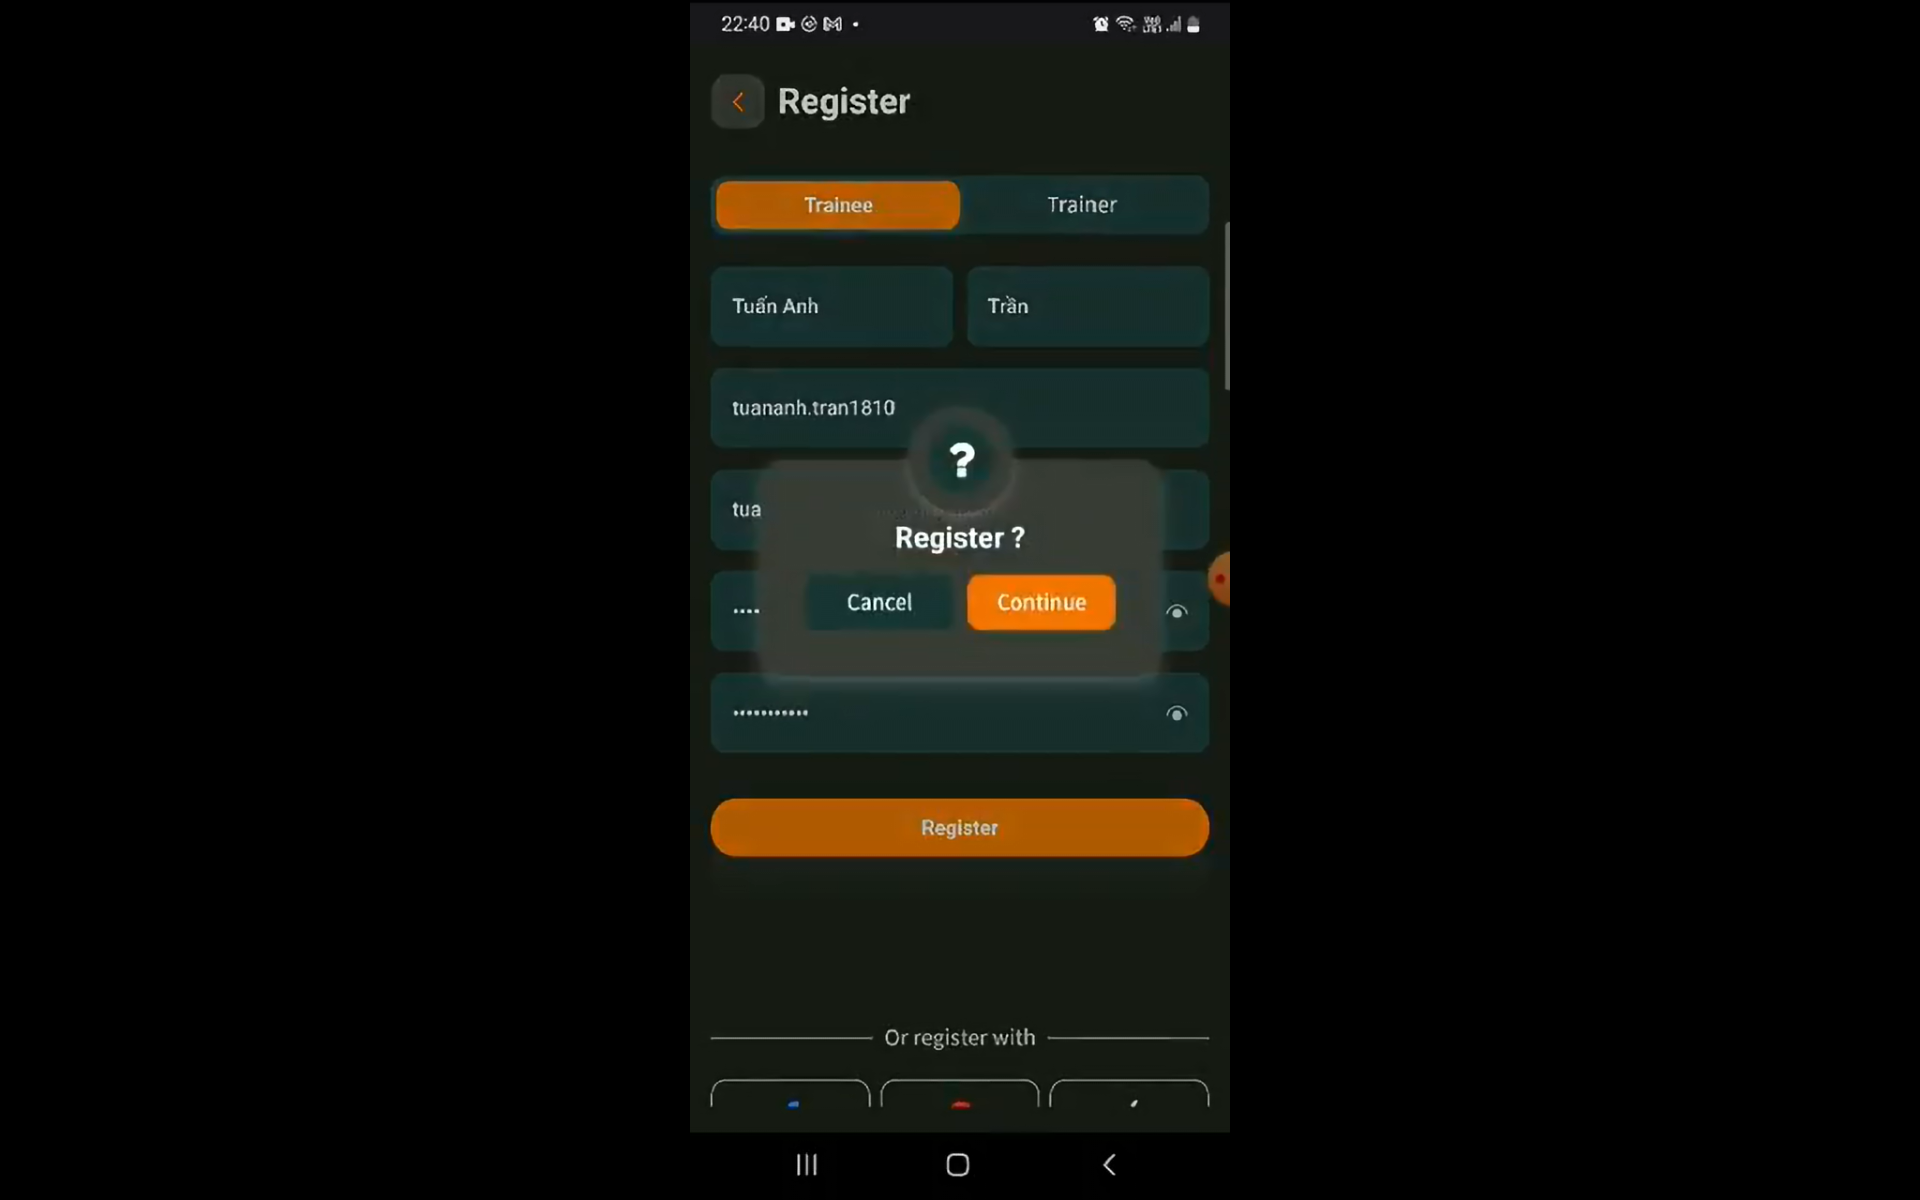 22:40
Register
Trainee
Trainer
Tuấn Anh
Trần
tuananh.tran1810
?
tua
Register ?
Cancel
Continue
••••
•••••••••••
Register
Or register with